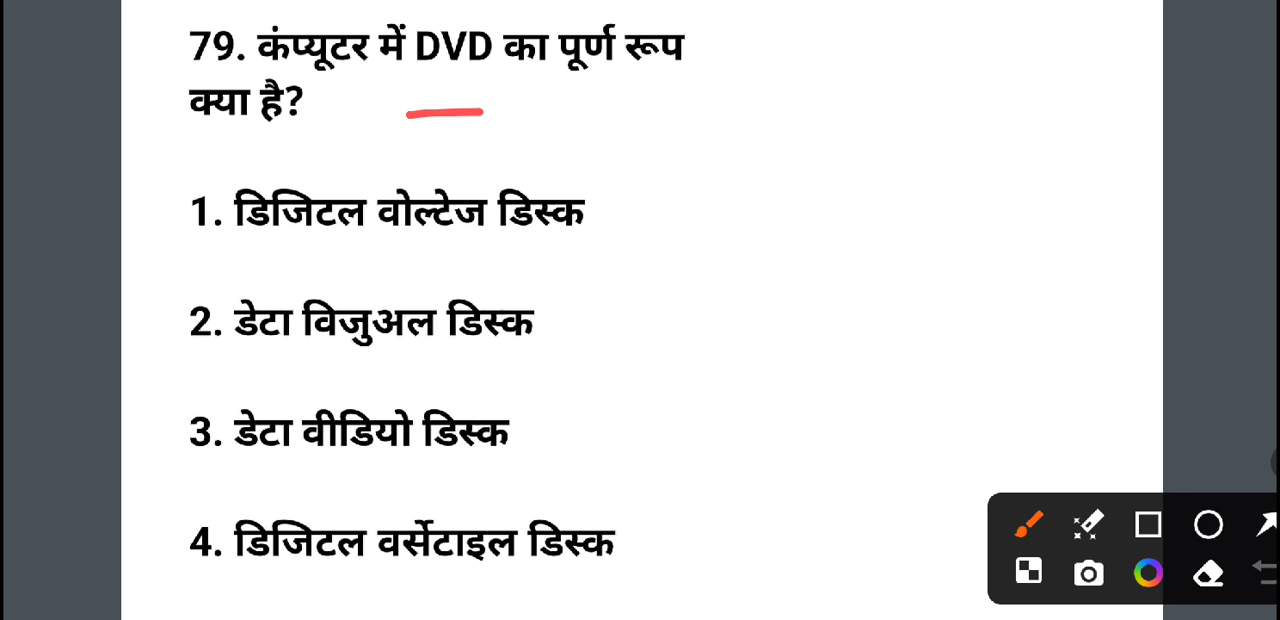 79. कंप्यूटर में DVD का पूर्ण रूप
क्या है?
1. डिजिटल वोल्टेज डिस्क
2. डेटा विजुअल डिस्क
3. डेटा वीडियो डिस्क
4. डिजिटल वर्सेटाइल डिस्क